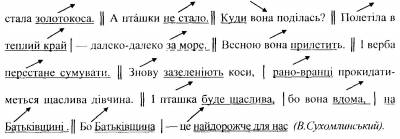 стала золотокоса. ‖ А пташки не стало.‖ Куди вона поділась? ‖ Полетіла в
теплий край | — далеко-далеко за море. ‖ Весною вона прилетить. ‖ І верба
перестане сумувати. ‖ Знову зазеленіють коси, | рано-вранці прокидати-
меться щаслива дівчина. ‖ І пташка буде щаслива, | бо вона вдома, | на
Батьківщині .‖ Бо Батьківщина | — це найдорожче для нас (В.Сухомлинський).